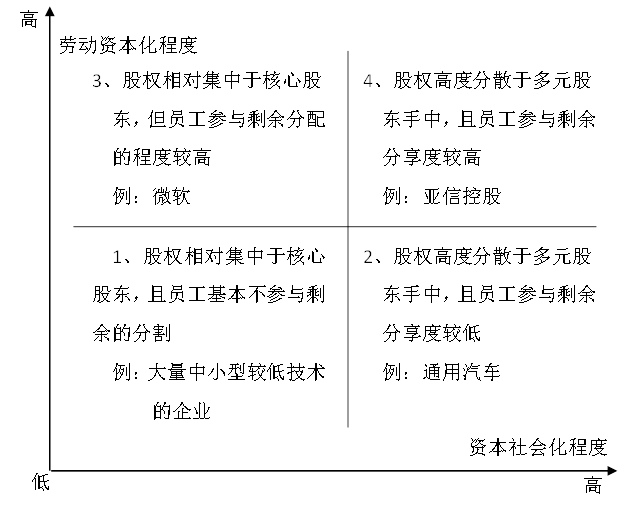 高
劳动资本化程度
3、股权相对集中于核心股
东，但员工参与剩余分配
的程度较高
例：微软
4、股权高度分散于多元股
东手中，且员工参与剩余
分享度较高
例：亚信控股
1、股权相对集中于核心
股东，且员工基本不参与剩
余的分割
例：大量中小型较低技术
的企业
2、股权高度分散于多元股
东手中，且员工参与剩余
分享度较低
例：通用汽车
资本社会化程度
低
高